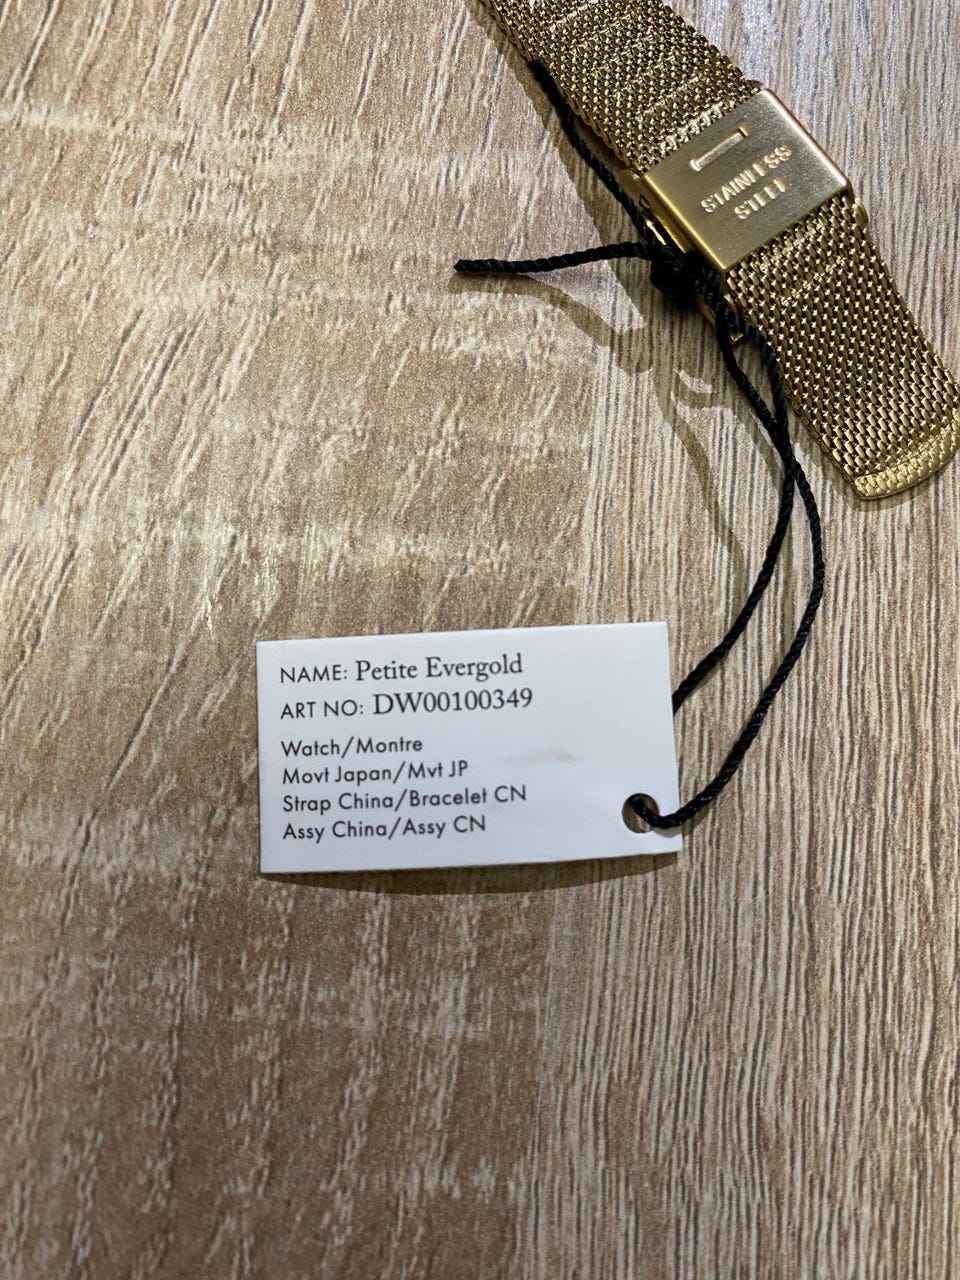 STAINLESS
STEEL
NAME: Petite Evergold
ART NO: DW00100349
Watch/Montre
Movt Japan/Mvt JP
Strap China/Bracelet CN
Assy China/Assy CN